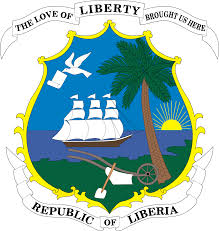 THE LOVE OF LIBERTY BROUGHT US HERE
REPUBLIC OF LIBERIA